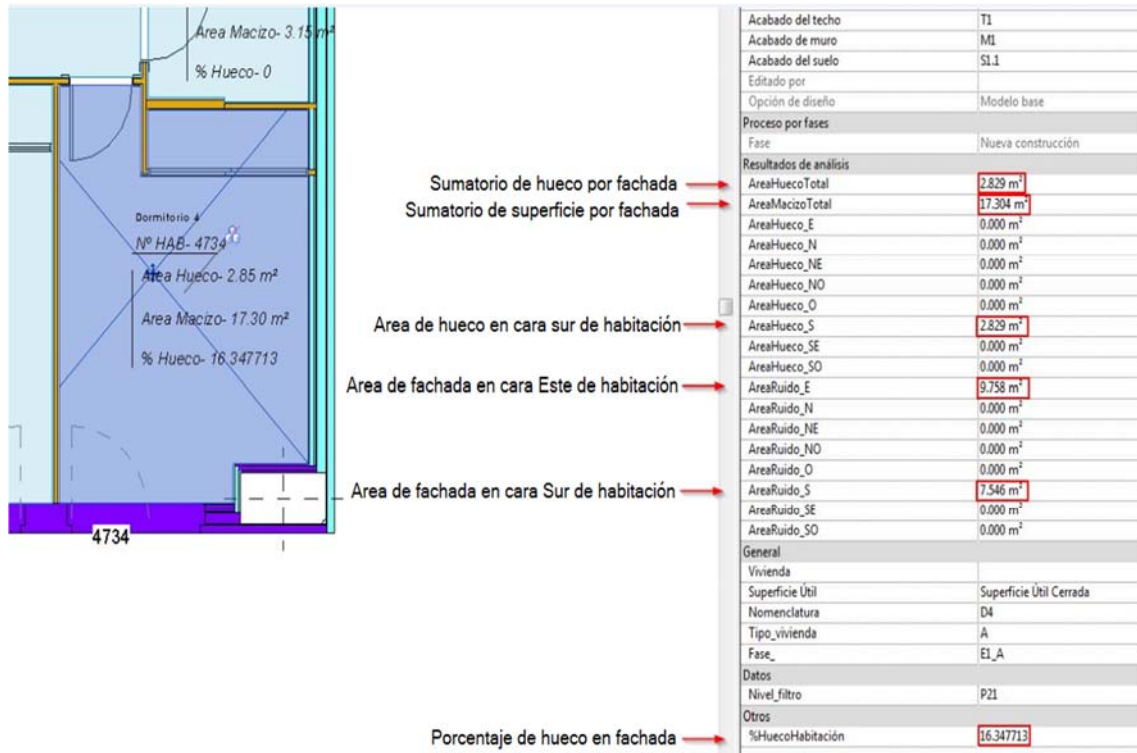 Area Macizo- 3.15 m²
% Hueco- 0
Dormitorio 4
Nº HAB- 4734
Area Hueco- 2.85 m²
Area Macizo- 17.30 m²
% Hueco- 16.347713
4734
Sumatorio de hueco por fachada
Sumatorio de superficie por fachada
Area de hueco en cara sur de habitación
Area de fachada en cara Este de habitación
Area de fachada en cara Sur de habitación
Porcentaje de hueco en fachada
Acabado del techo T1
Acabado de muro M1
Acabado del suelo S1.1
Editado por
Opción de diseño Modelo base
Proceso por fases
Fase Nueva construcción
Resultados de análisis
AreaHuecoTotal 2.829 m²
AreaMacizoTotal 17.304 m²
AreaHueco_E 0.000 m²
AreaHueco_N 0.000 m²
AreaHueco_NE 0.000 m²
AreaHueco_NO 0.000 m²
AreaHueco_O 0.000 m²
AreaHueco_S 2.829 m²
AreaHueco_SE 0.000 m²
AreaHueco_SO 0.000 m²
AreaRuido_E 9.758 m²
AreaRuido_N 0.000 m²
AreaRuido_NE 0.000 m²
AreaRuido_NO 0.000 m²
AreaRuido_O 0.000 m²
AreaRuido_S 7.546 m²
AreaRuido_SE 0.000 m²
AreaRuido_SO 0.000 m²
General
Vivienda
Superficie Útil Superficie Útil Cerrada
Nomenclatura D4
Tipo_vivienda A
Fase_ E1_A
Datos
Nivel_filtro P21
Otros
%HuecoHabitación 16.347713